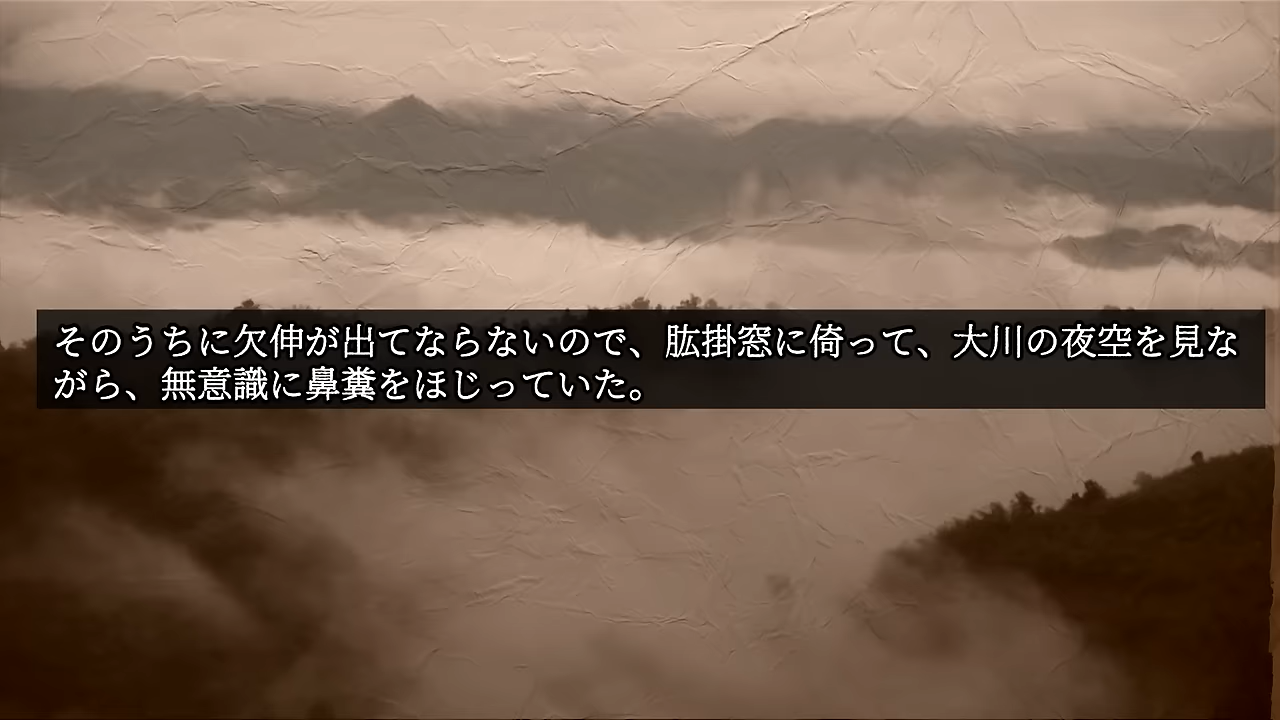 そのうちに欠伸が出てならないので、肱掛窓に倚って、大川の夜空を見な
がら、無意識に鼻糞をほじっていた。